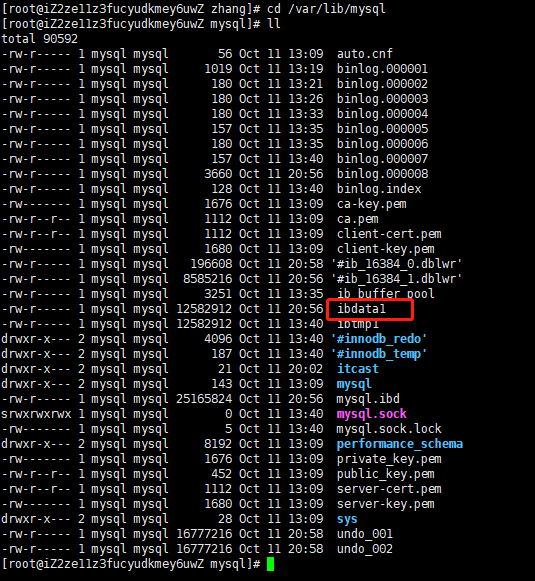 [root@iZ2ze11z3fucyudkmey6uwZ zhang]# cd /var/lib/mysql
[root@iZ2ze11z3fucyudkmey6uwZ mysql]# ll
total 90592
-rw-r----- 1 mysql mysql       56 Oct 11 13:09  auto.cnf
-rw-r----- 1 mysql mysql     1019 Oct 11 13:19  binlog.000001
-rw-r----- 1 mysql mysql      180 Oct 11 13:21  binlog.000002
-rw-r----- 1 mysql mysql      180 Oct 11 13:26  binlog.000003
-rw-r----- 1 mysql mysql      180 Oct 11 13:33  binlog.000004
-rw-r----- 1 mysql mysql      157 Oct 11 13:35  binlog.000005
-rw-r----- 1 mysql mysql      180 Oct 11 13:35  binlog.000006
-rw-r----- 1 mysql mysql      157 Oct 11 13:40  binlog.000007
-rw-r----- 1 mysql mysql     3660 Oct 11 20:56  binlog.000008
-rw-r----- 1 mysql mysql      128 Oct 11 13:40  binlog.index
-rw------- 1 mysql mysql     1676 Oct 11 13:09  ca-key.pem
-rw-r--r-- 1 mysql mysql     1112 Oct 11 13:09  ca.pem
-rw-r--r-- 1 mysql mysql     1112 Oct 11 13:09  client-cert.pem
-rw------- 1 mysql mysql     1680 Oct 11 13:09  client-key.pem
-rw-r----- 1 mysql mysql   196608 Oct 11 20:58 '#ib_16384_0.dblwr'
-rw-r----- 1 mysql mysql  8585216 Oct 11 20:56 '#ib_16384_1.dblwr'
-rw-r----- 1 mysql mysql     3251 Oct 11 13:35  ib_buffer_pool
-rw-r----- 1 mysql mysql 12582912 Oct 11 20:56  ibdata1
-rw-r----- 1 mysql mysql 12582912 Oct 11 13:40  ibtmp1
drwxr-x--- 2 mysql mysql     4096 Oct 11 13:40 '#innodb_redo'
drwxr-x--- 2 mysql mysql      187 Oct 11 13:40 '#innodb_temp'
drwxr-x--- 2 mysql mysql       21 Oct 11 20:02  itcast
drwxr-x--- 2 mysql mysql      143 Oct 11 13:09  mysql
-rw-r----- 1 mysql mysql 25165824 Oct 11 20:56  mysql.ibd
srwxrwxrwx 1 mysql mysql        0 Oct 11 13:40  mysql.sock
-rw------- 1 mysql mysql        5 Oct 11 13:40  mysql.sock.lock
drwxr-x--- 2 mysql mysql     8192 Oct 11 13:09  performance_schema
-rw------- 1 mysql mysql     1676 Oct 11 13:09  private_key.pem
-rw-r--r-- 1 mysql mysql      452 Oct 11 13:09  public_key.pem
-rw-r--r-- 1 mysql mysql     1112 Oct 11 13:09  server-cert.pem
-rw------- 1 mysql mysql     1680 Oct 11 13:09  server-key.pem
drwxr-x--- 2 mysql mysql       28 Oct 11 13:09  sys
-rw-r----- 1 mysql mysql 16777216 Oct 11 20:58  undo_001
-rw-r----- 1 mysql mysql 16777216 Oct 11 20:58  undo_002
[root@iZ2ze11z3fucyudkmey6uwZ mysql]#